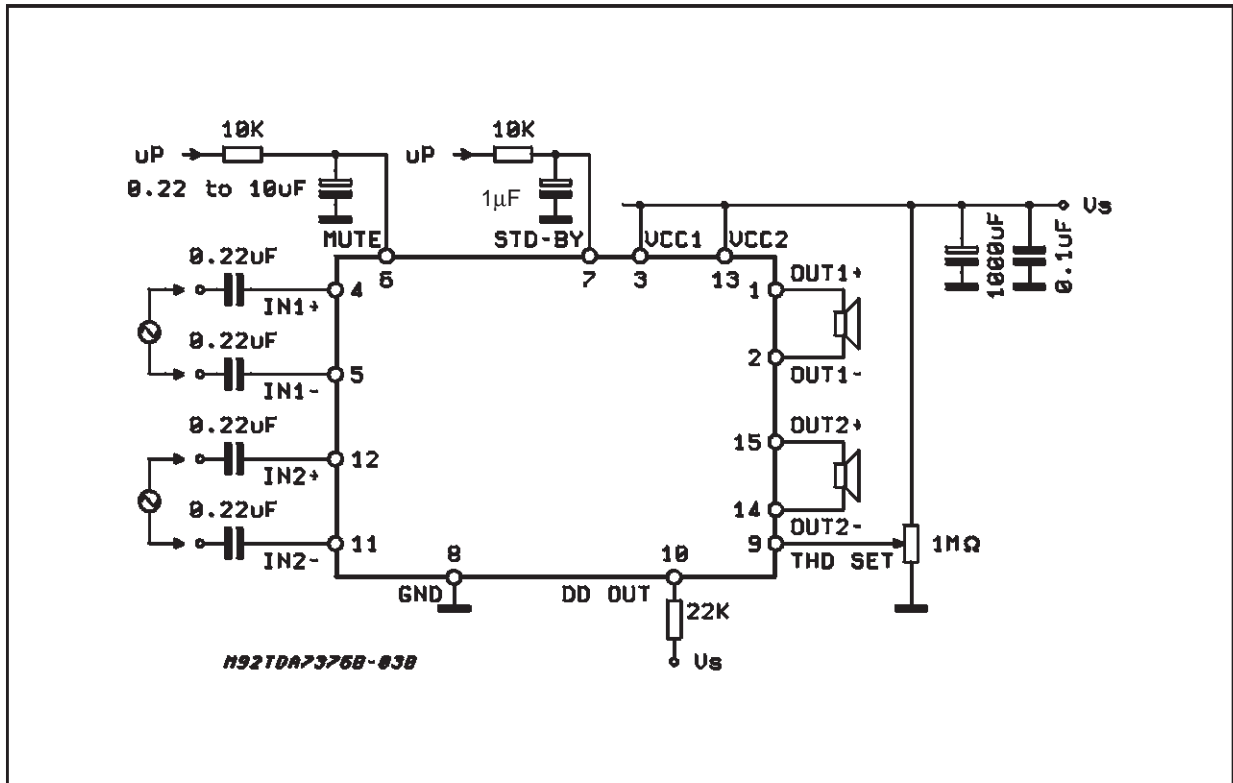 10K
uP
0.22 to 10uF
10K
uP
1µF
Vs
1000uF
0.1uF
MUTE
STD-BY
VCC1
VCC2
6
7
3
13
0.22uF
4
IN1+
0.22uF
5
IN1-
0.22uF
12
IN2+
0.22uF
11
IN2-
OUT1+
1
2
OUT1-
OUT2+
15
14
OUT2-
9
THD SET
1MΩ
8
GND
10
DD OUT
22K
Vs
M92TDA7376B-03B